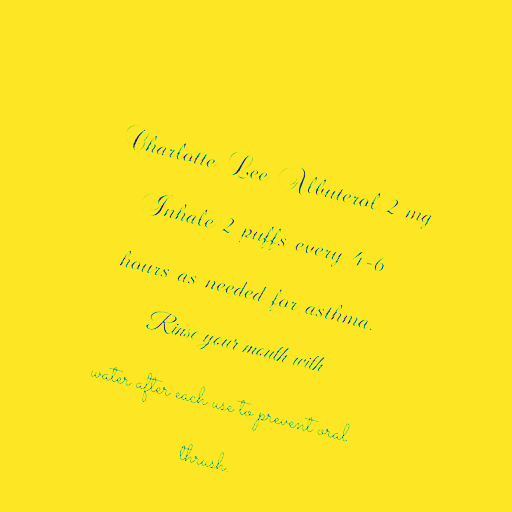 Charlotte Lee Albuterol 2 mg
Inhale 2 puffs every 4-6
hours as needed for asthma.
Rinse your mouth with
water after each use to prevent oral
thrush